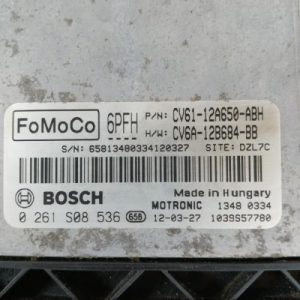 FoMoCo 6PFH P/N: CV61-12A650-ABH
H/W: CV6A-12B684-BB
S/N: 65813480334120327 SITE: DZL7C
BOSCH Made in Hungary
MOTRONIC 1348 0334
0 261 S08 536 658 12-03-27 1039S57780